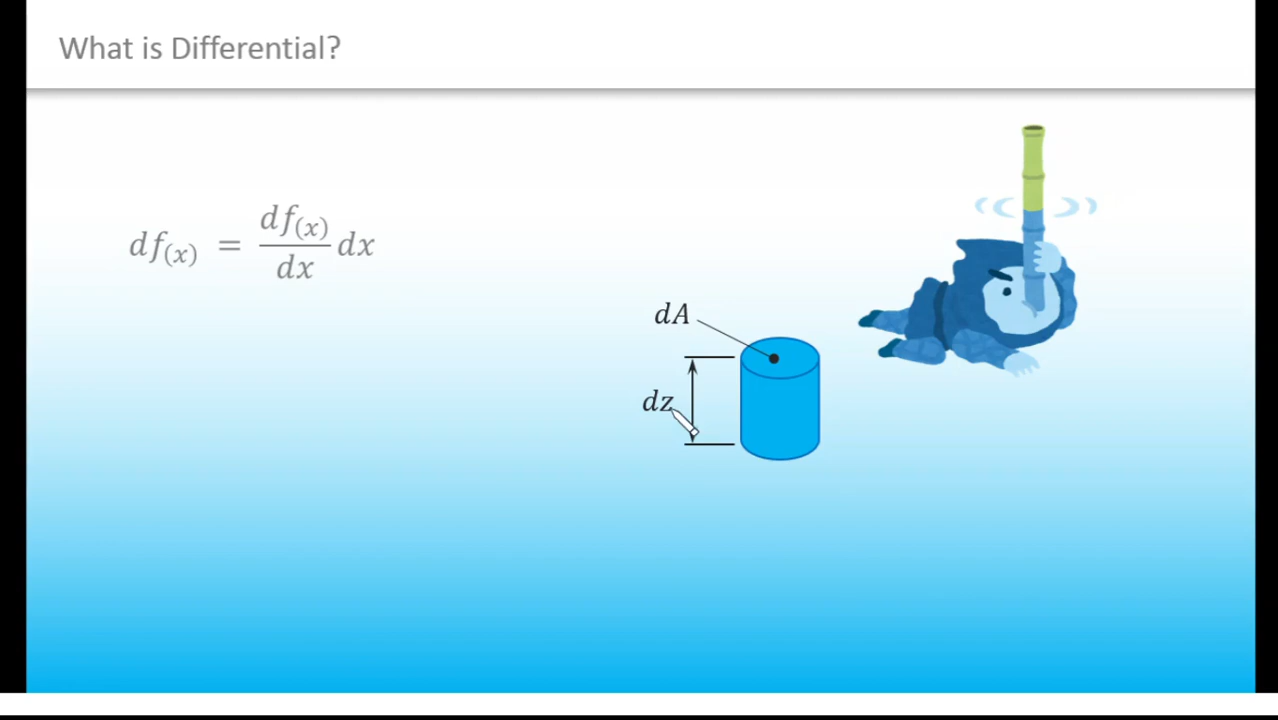 What is Differential?
df(x) = df(x)/dx dx
dA
dz